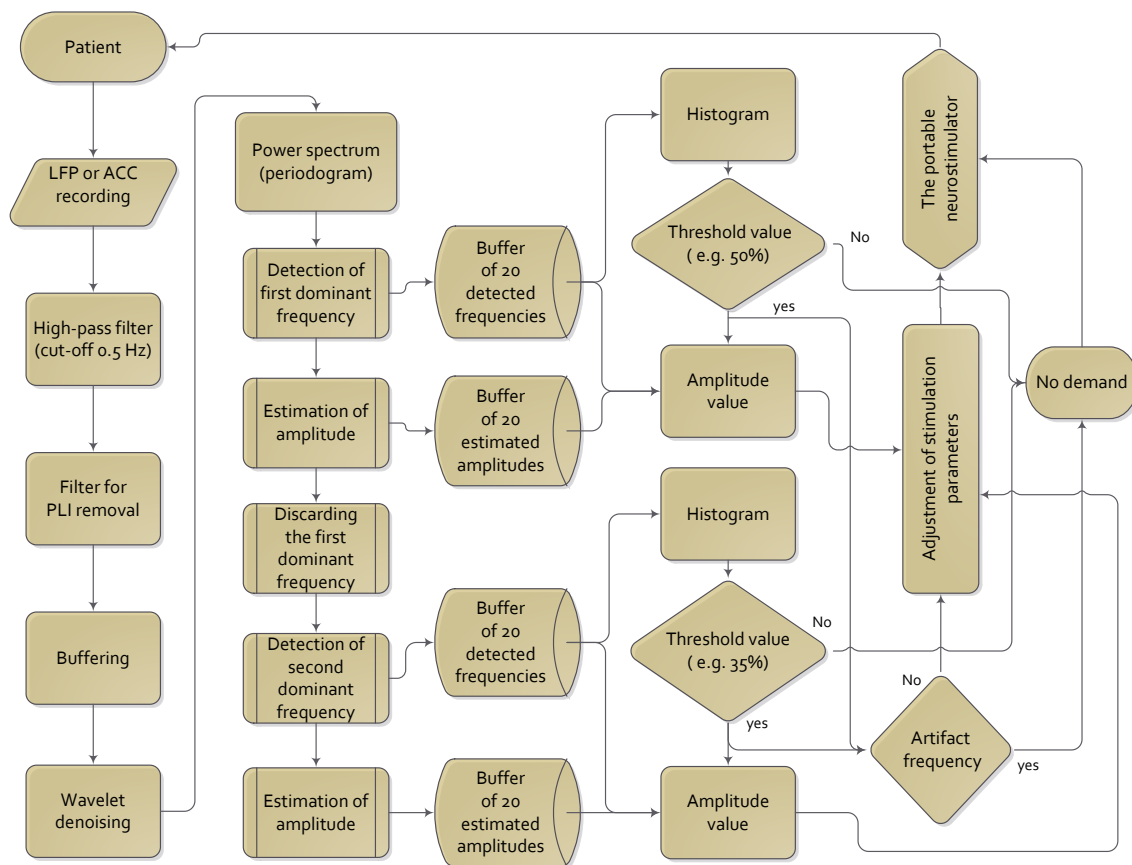 Patient
LFP or ACC
recording
High-pass filter
(cut-off 0.5 Hz)
Filter for
PLI removal
Buffering
Wavelet
denoising
Power spectrum
(periodogram)
Detection of
first dominant
frequency
Estimation of
amplitude
Discarding
the first
dominant
frequency
Detection of
second
dominant
frequency
Estimation of
amplitude
Buffer
of 20
detected
frequencies
Buffer
of 20
estimated
amplitudes
Buffer
of 20
detected
frequencies
Buffer
of 20
estimated
amplitudes
Histogram
Threshold value
( e.g. 50%)
No
yes
Amplitude
value
Histogram
Threshold value
( e.g. 35%)
No
yes
Amplitude
value
The portable
neurostimulator
Adjustment of stimulation
parameters
No
Artifact
frequency
yes
No demand